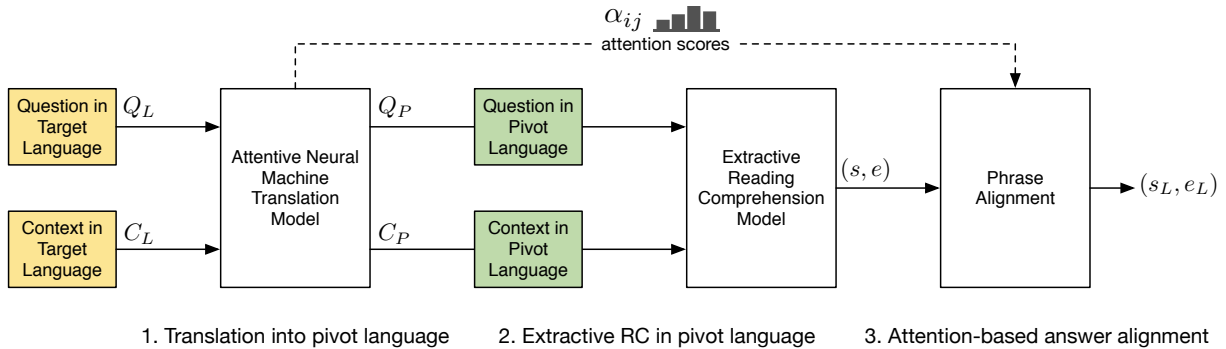 α_{ij}
attention scores
Question in
Target
Language
Q_L
Attentive Neural
Machine
Translation
Model
Q_P
Question in
Pivot
Language
Extractive
Reading
Comprehension
Model
(s, e)
Phrase
Alignment
(s_L, e_L)
Context in
Target
Language
C_L
C_P
Context in
Pivot
Language
1. Translation into pivot language
2. Extractive RC in pivot language
3. Attention-based answer alignment